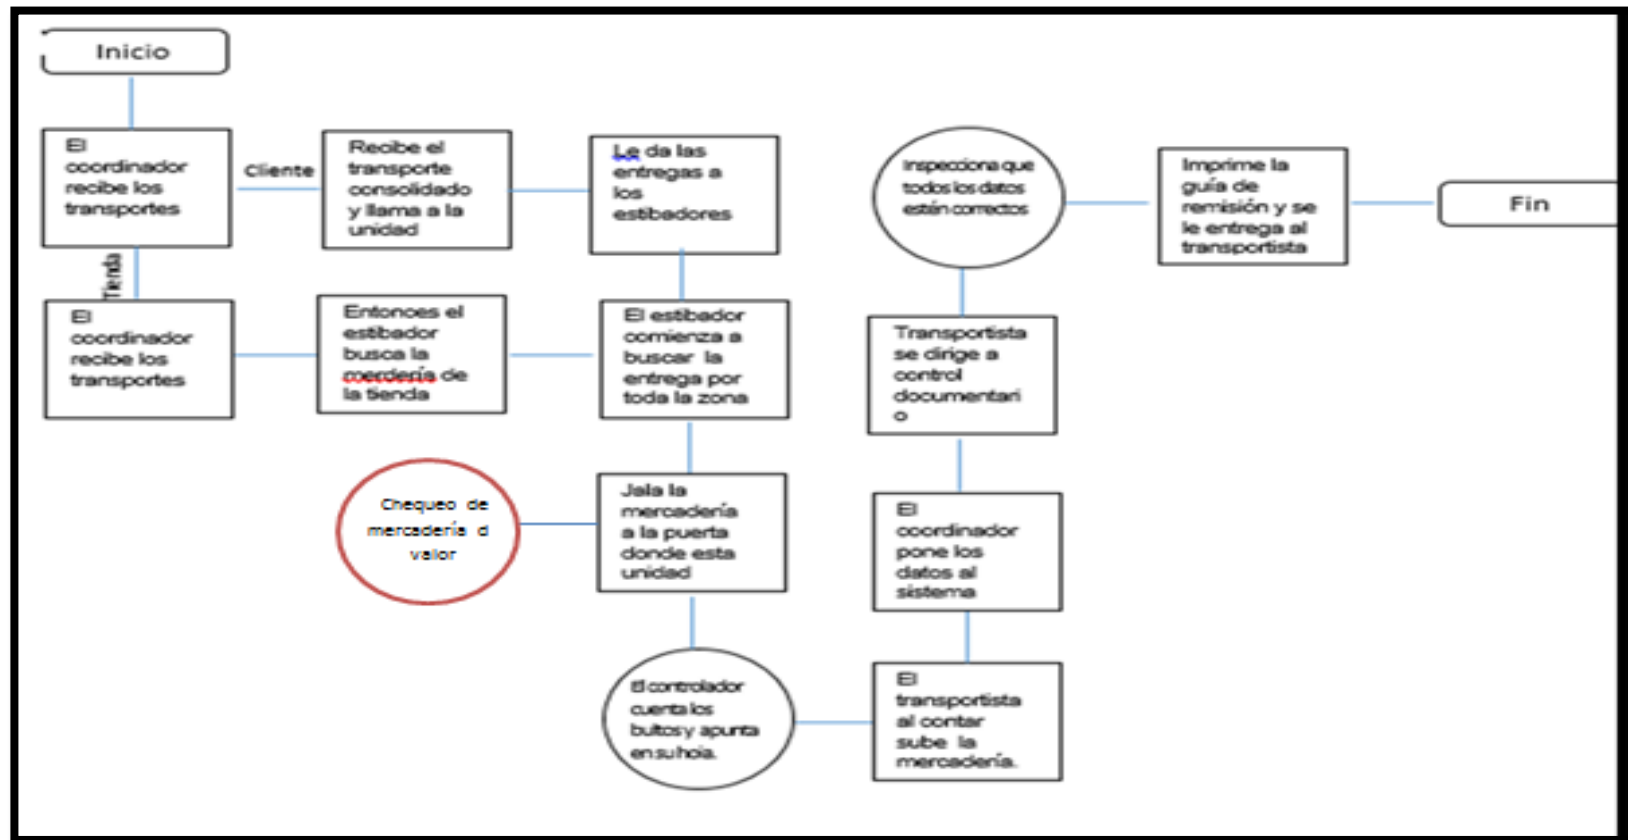 Inicio
El
coordinador
recibe los
transportes
Cliente
Recibe el
transporte
consolidado
y llama a la
unidad
Le da las
entregas a
los
estibadores
Tienda
El
coordinador
recibe los
transportes
Entonces el
estibador
busca la
merdería de
la tienda
El estibador
comienza a
buscar la
entrega por
toda la zona
Chequeo de
mercadería d
valor
Jala la
mercadería
a la puerta
donde esta
unidad
El controlador
cuenta los
bultos y apunta
en su hoja.
El
transportista
al contar
sube la
mercadería.
El
coordinador
pone los
datos al
sistema
Transportista
se dirige a
control
documentari
o
Inspecciona que
todos los datos
están correctos
Imprime la
guía de
remisión y se
le entrega al
transportista
Fin